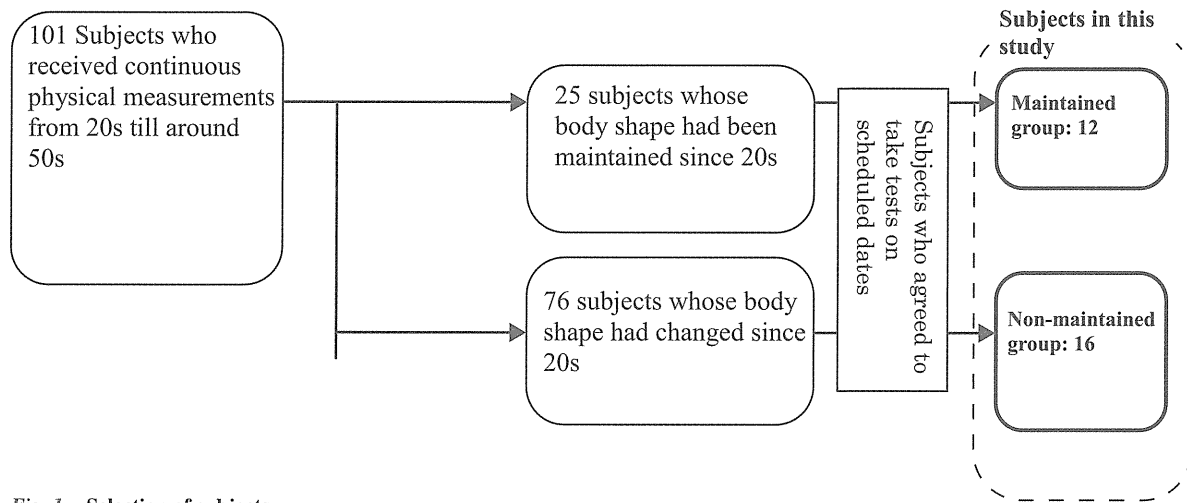 101 Subjects who
received continuous
physical measurements
from 20s till around
50s
25 subjects whose
body shape had been
maintained since 20s
76 subjects whose body
shape had changed since
20s
Subjects who agreed to
take tests on
scheduled dates
Subjects in this
study
Maintained
group: 12
Non-maintained
group: 16
Fig. 1. Selection of subjects